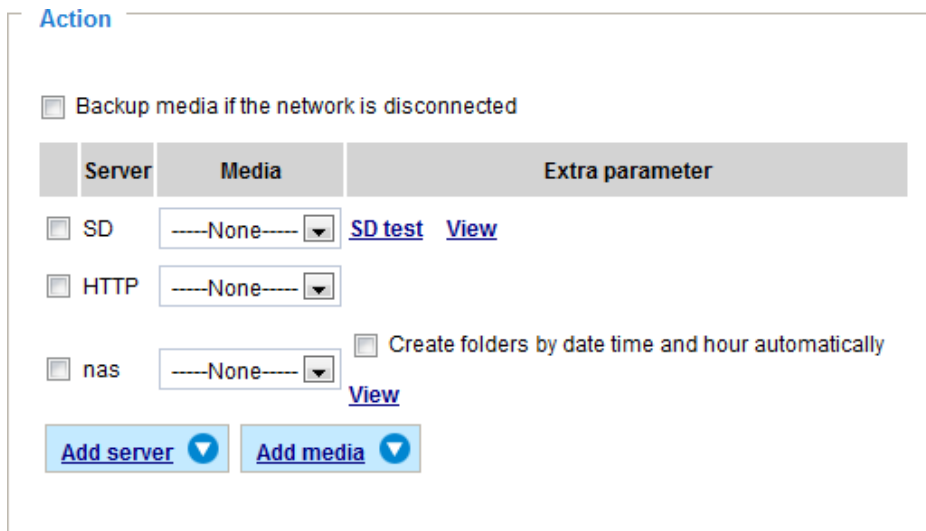 Action
Backup media if the network is disconnected
Server Media Extra parameter
SD -----None----- SD test View
HTTP -----None-----
nas -----None----- Create folders by date time and hour automatically
View
Add server Add media